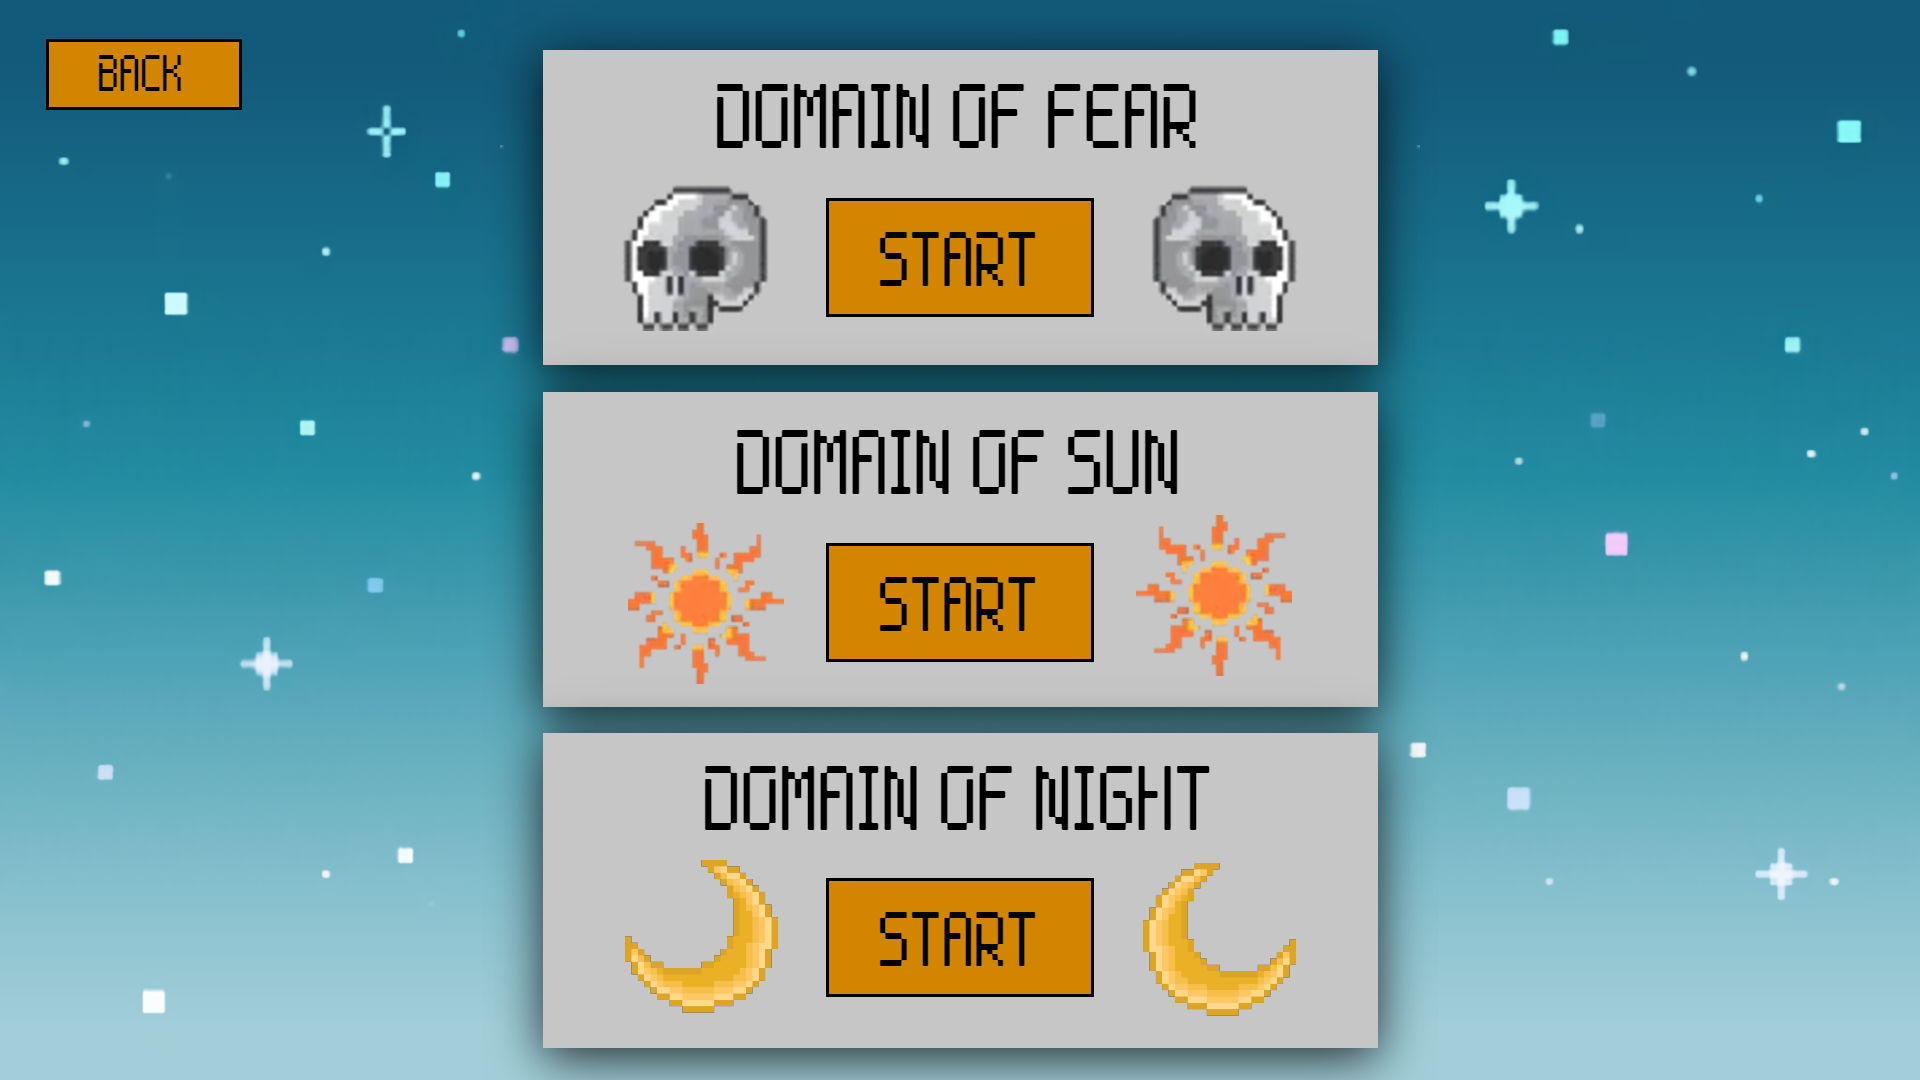 BACK
DOMAIN OF FEAR
START
DOMAIN OF SUN
START
DOMAIN OF NIGHT
START